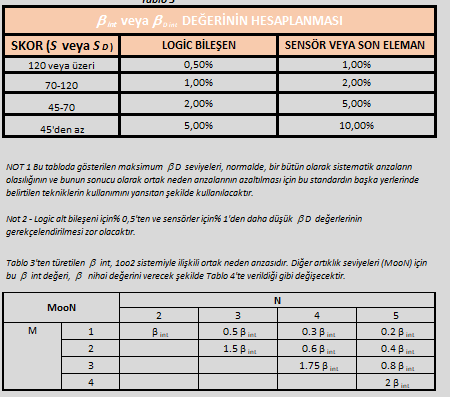 Tablo 3
β int veya β D int DEĞERİNİN HESAPLANMASI
SKOR (S veya S D ) LOGİC BİLEŞEN SENSÖR VEYA SON ELEMAN
120 veya üzeri 0,50% 1,00%
70-120 1,00% 2,00%
45-70 2,00% 5,00%
45'den az 5,00% 10,00%
NOT 1 Bu tabloda gösterilen maksimum β D seviyeleri, normalde, bir bütün olarak sistematik arızaların
olasılığının ve bunun sonucu olarak ortak neden arızalarının azaltılması için bu standardın başka yerlerinde
belirtilen tekniklerin kullanımını yansıtan şekilde kullanılacaktır.
Not 2 - Logic alt bileşeni için% 0,5'ten ve sensörler için% 1'den daha düşük β D değerlerinin
gerekçelendirilmesi zor olacaktır.
Tablo 3'ten türetilen β int, 1oo2 sistemiyle ilişkili ortak neden arızasıdır. Diğer artıklık seviyeleri (MooN) için
bu β int değeri, β nihai değerini verecek şekilde Tablo 4'te verildiği gibi değişecektir.
MooN N
2 3 4 5
M 1 β int 0.5 β int 0.3 β int 0.2 β int
2 1.5 β int 0.6 β int 0.4 β int
3 1.75 β int 0.8 β int
4 2 β int